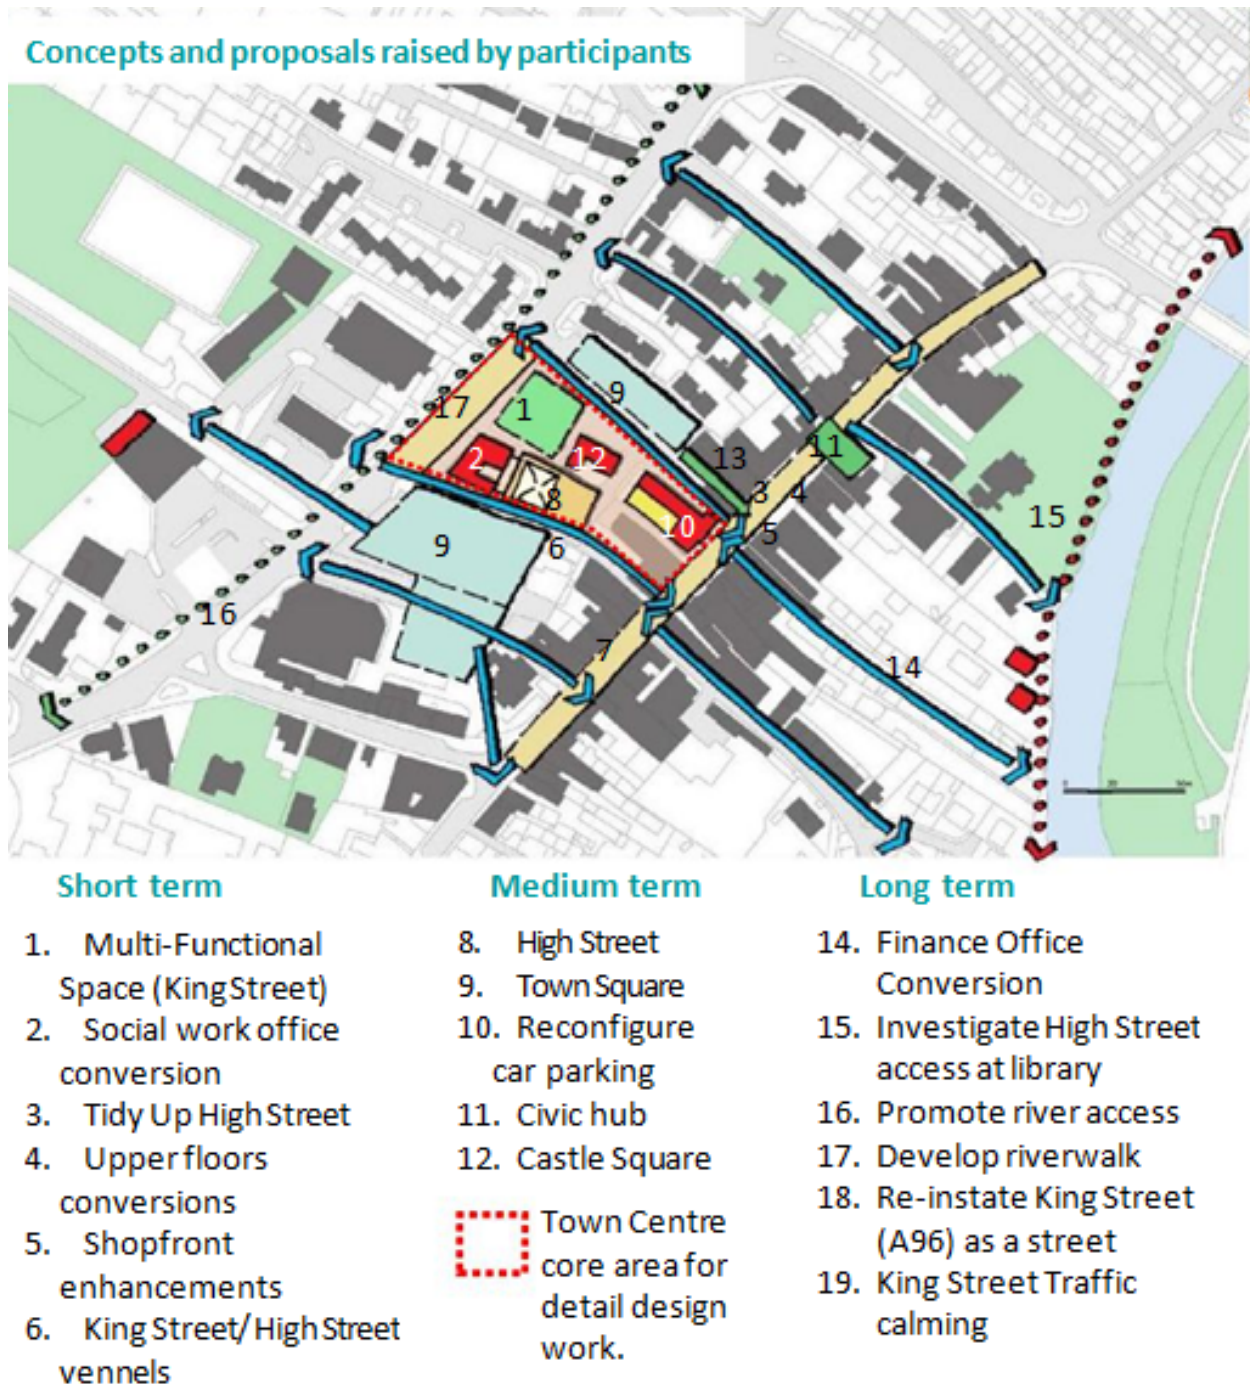 Concepts and proposals raised by participants
1
2
12
17
9
8
10
6
13
3
4
5
11
9
7
16
15
14
Short term
1. Multi-Functional
Space (King Street)
2. Social work office
conversion
3. Tidy Up High Street
4. Upper floors
conversions
5. Shopfront
enhancements
6. King Street/ High Street
vennels
Medium term
8. High Street
9. Town Square
10. Reconfigure
car parking
11. Civic hub
12. Castle Square
Town Centre
core area for
detail design
work.
Long term
14. Finance Office
Conversion
15. Investigate High Street
access at library
16. Promote river access
17. Develop riverwalk
18. Re-instate King Street
(A96) as a street
19. King Street Traffic
calming